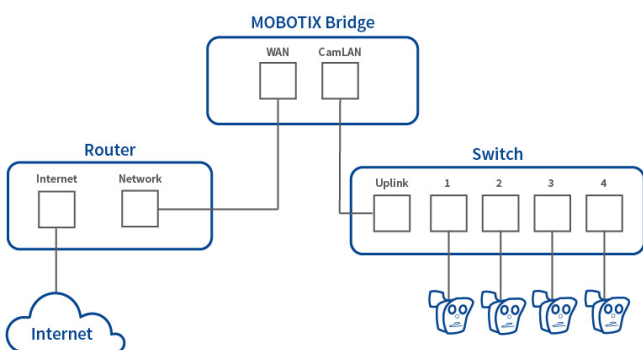 MOBOTIX Bridge
WAN CamLAN
Router
Internet Network
Switch
Uplink 1 2 3 4
Internet